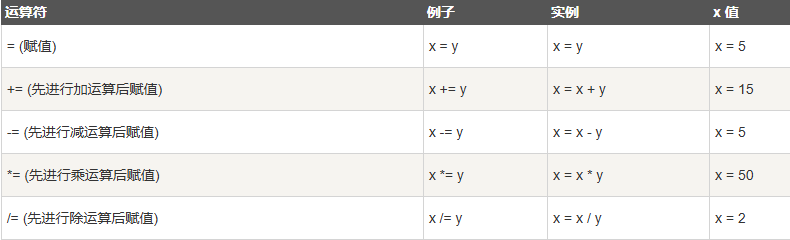 运算符 例子 实例 x 值
= (赋值) x = y x = y x = 5
+= (先进行加运算后赋值) x += y x = x + y x = 15
-= (先进行减运算后赋值) x -= y x = x - y x = 5
*= (先进行乘运算后赋值) x *= y x = x * y x = 50
/= (先进行除运算后赋值) x /= y x = x / y x = 2